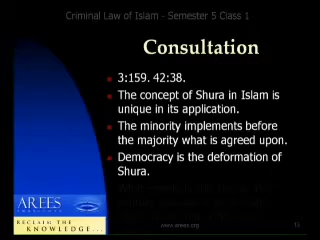 Criminal Law of Islam - Semester 5 Class 1
Consultation
3:159. 42:38.
The concept of Shura in Islam is
unique in its application.
The minority implements before
the majority what is agreed upon.
Democracy is the deformation of
Shura.
AREES
RECLAIM THE
KNOWLEDGE...
www.arees.org